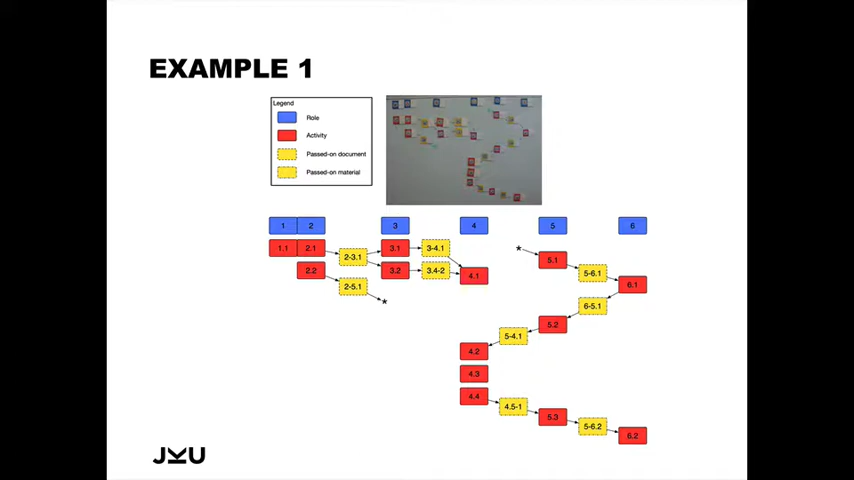 EXAMPLE 1
Legend
Role
Activity
Passed-on document
Passed-on material
1 2 3 4 5 6
1.1 2.1 2-3.1 3.1 3-4.1 * 5.1
2.2 3.2 3.4-2 4.1 5-6.1 6.1
2-5.1 * 6-5.1
5.2
5-4.1
4.2
4.3
4.4
4.5-1 5.3
5-6.2 6.2
JKU